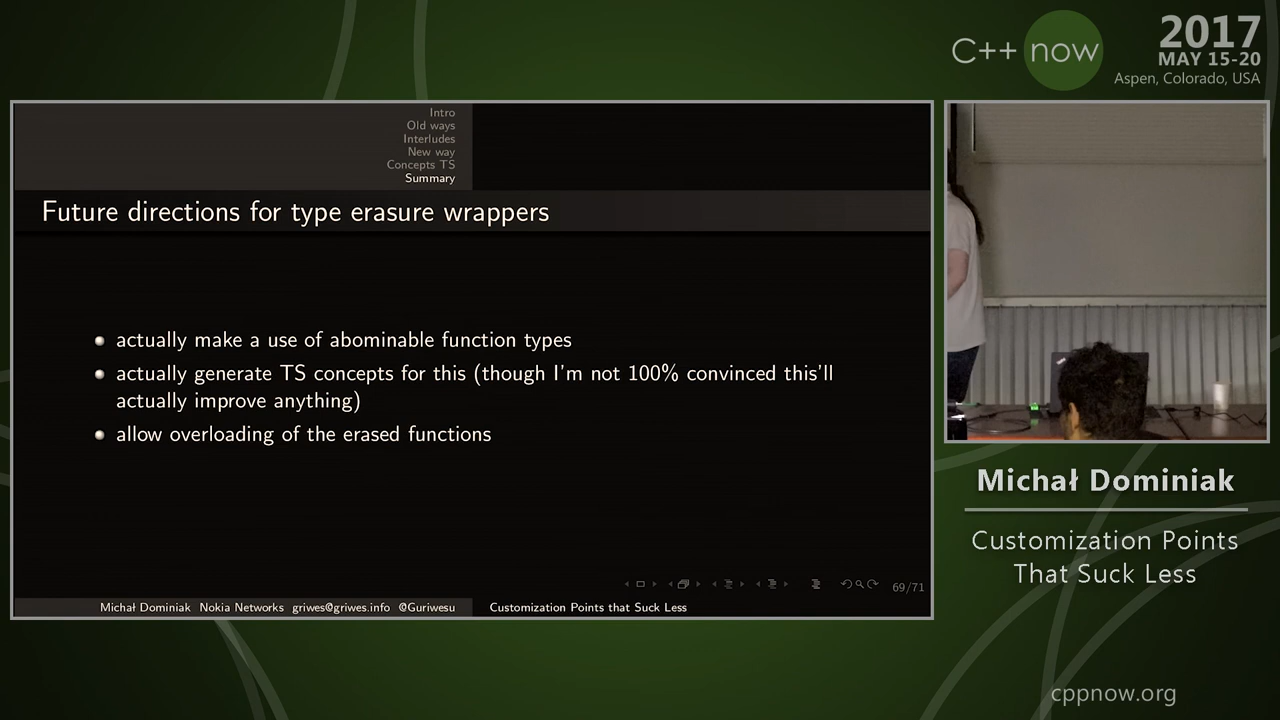 C++ now
2017
MAY 15-20
Aspen, Colorado, USA
Intro
Old ways
Interludes
New way
Concepts TS
Summary
Future directions for type erasure wrappers
actually make a use of abominable function types
actually generate TS concepts for this (though I'm not 100% convinced this'll
actually improve anything)
allow overloading of the erased functions
69/71
Michał Dominiak Nokia Networks griwes@griwes.info @Guriwesu
Customization Points that Suck Less
Michał Dominiak
Customization Points
That Suck Less
cppnow.org